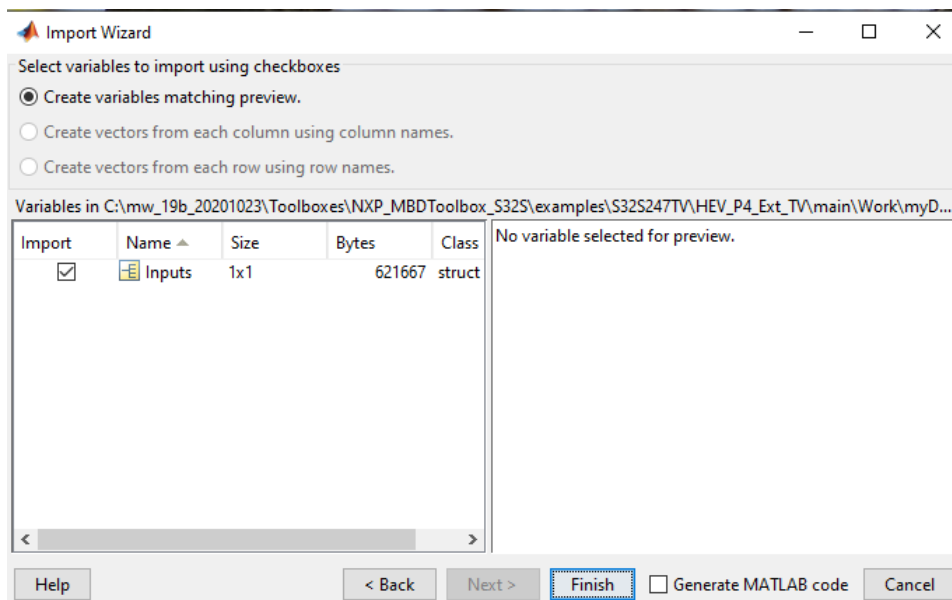 Import Wizard
Select variables to import using checkboxes
Create variables matching preview.
Create vectors from each column using column names.
Create vectors from each row using row names.
Variables in C:\mw_19b_20201023\Toolboxes\NXP_MBDToolbox_S32S\examples\S32S247TV\HEV_P4_Ext_TV\main\Work\myD...
Import Name Size Bytes Class
No variable selected for preview.
Inputs 1x1 621667 struct
Help < Back Next > Finish Generate MATLAB code Cancel